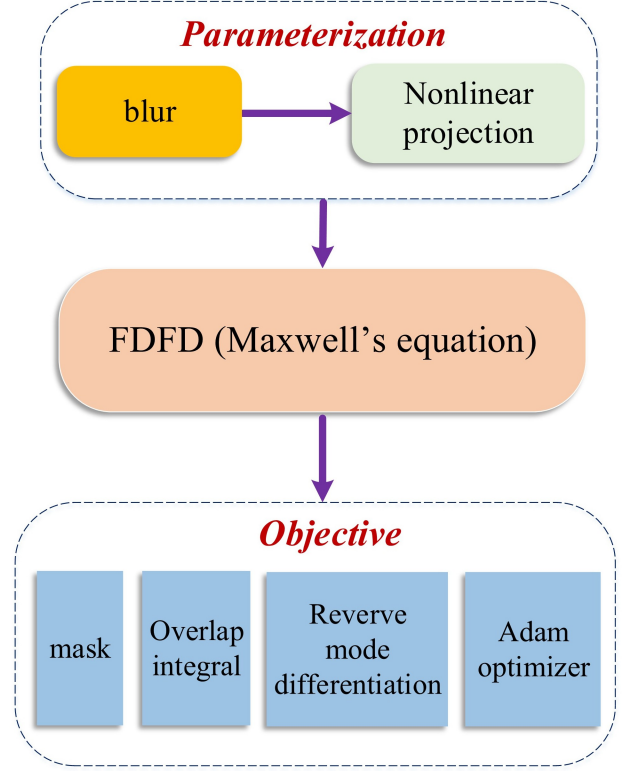 Parameterization
blur
Nonlinear
projection
FDFD (Maxwell's equation)
Objective
mask
Overlap
integral
Reverve
mode
differentiation
Adam
optimizer